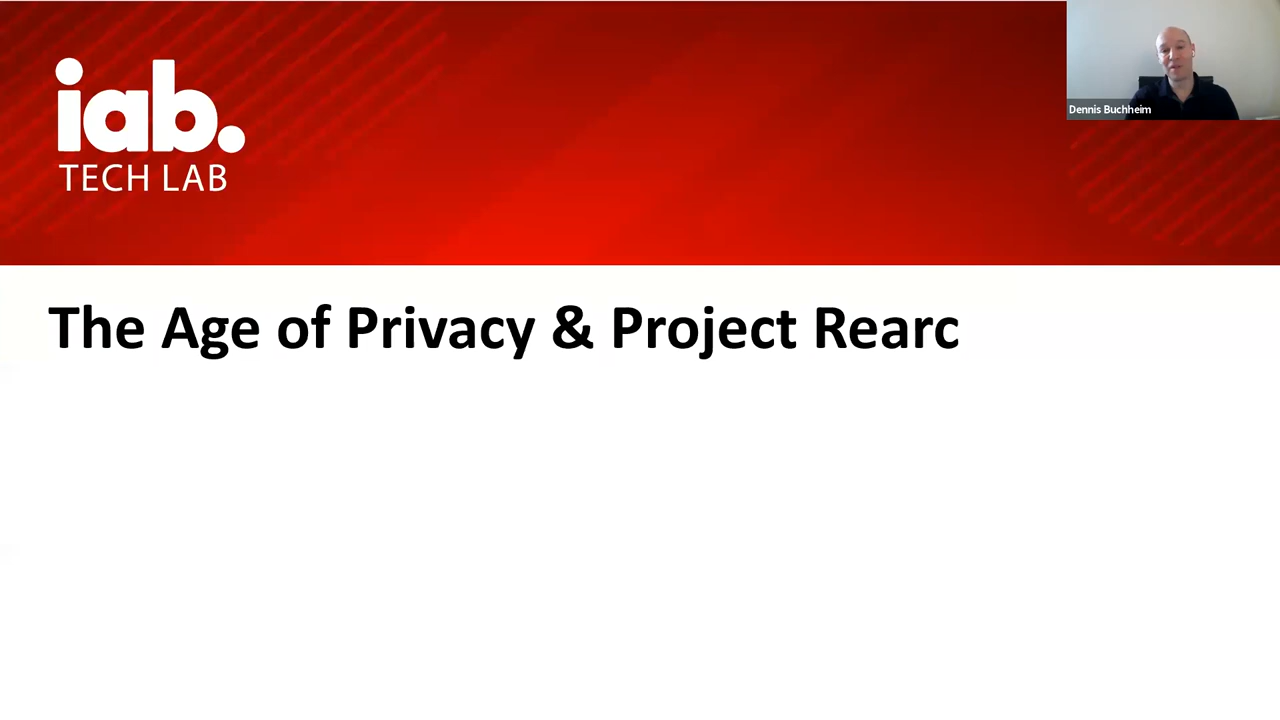 iab.
TECH LAB
Dennis Buchheim
The Age of Privacy & Project Rearc